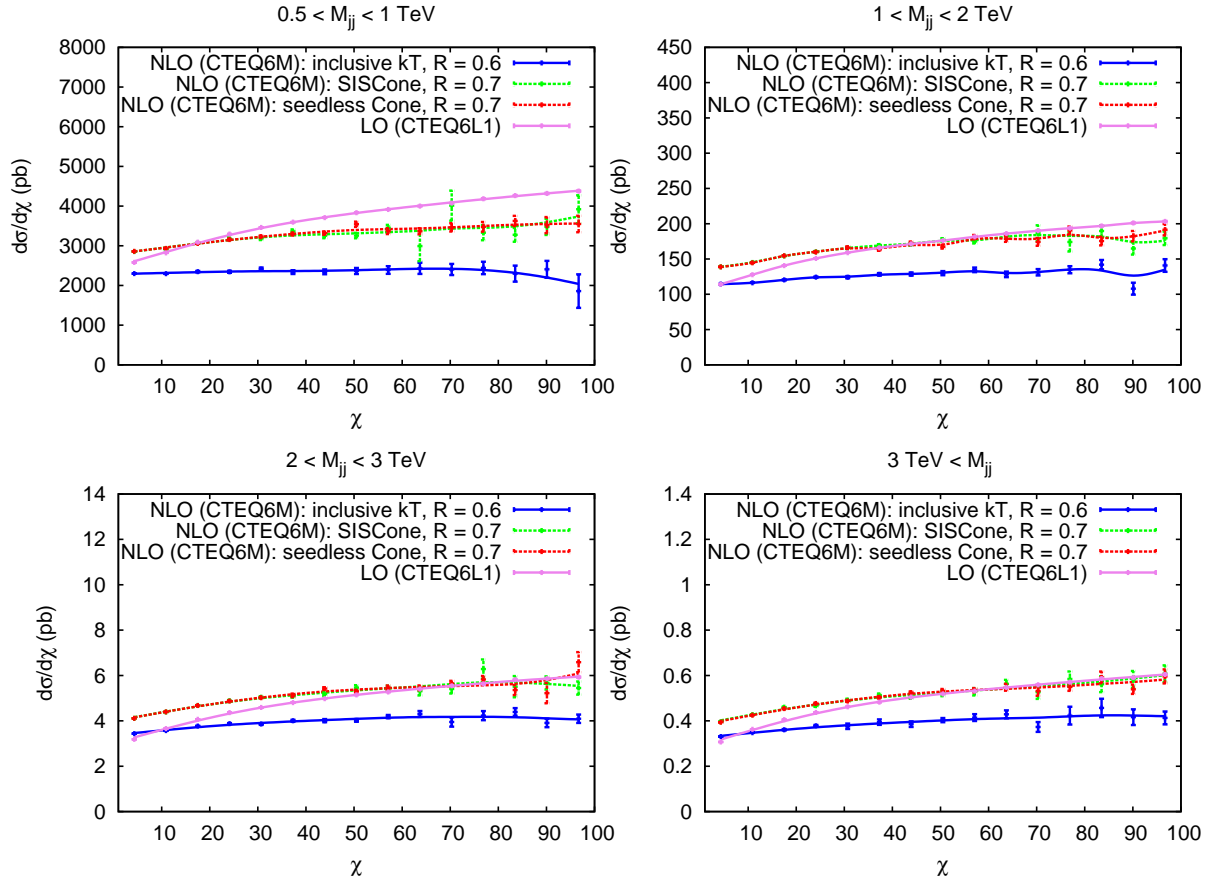 0.5 < Mjj < 1 TeV
dσ/dχ (pb)
8000
7000
6000
5000
4000
3000
2000
1000
0
NLO (CTEQ6M): inclusive kT, R = 0.6
NLO (CTEQ6M): SISCone, R = 0.7
NLO (CTEQ6M): seedless Cone, R = 0.7
LO (CTEQ6L1)
10 20 30 40 50 60 70 80 90 100
χ
1 < Mjj < 2 TeV
dσ/dχ (pb)
450
400
350
300
250
200
150
100
50
0
NLO (CTEQ6M): inclusive kT, R = 0.6
NLO (CTEQ6M): SISCone, R = 0.7
NLO (CTEQ6M): seedless Cone, R = 0.7
LO (CTEQ6L1)
10 20 30 40 50 60 70 80 90 100
χ
2 < Mjj < 3 TeV
dσ/dχ (pb)
14
12
10
8
6
4
2
0
NLO (CTEQ6M): inclusive kT, R = 0.6
NLO (CTEQ6M): SISCone, R = 0.7
NLO (CTEQ6M): seedless Cone, R = 0.7
LO (CTEQ6L1)
10 20 30 40 50 60 70 80 90 100
χ
3 TeV < Mjj
dσ/dχ (pb)
1.4
1.2
1
0.8
0.6
0.4
0.2
0
NLO (CTEQ6M): inclusive kT, R = 0.6
NLO (CTEQ6M): SISCone, R = 0.7
NLO (CTEQ6M): seedless Cone, R = 0.7
LO (CTEQ6L1)
10 20 30 40 50 60 70 80 90 100
χ